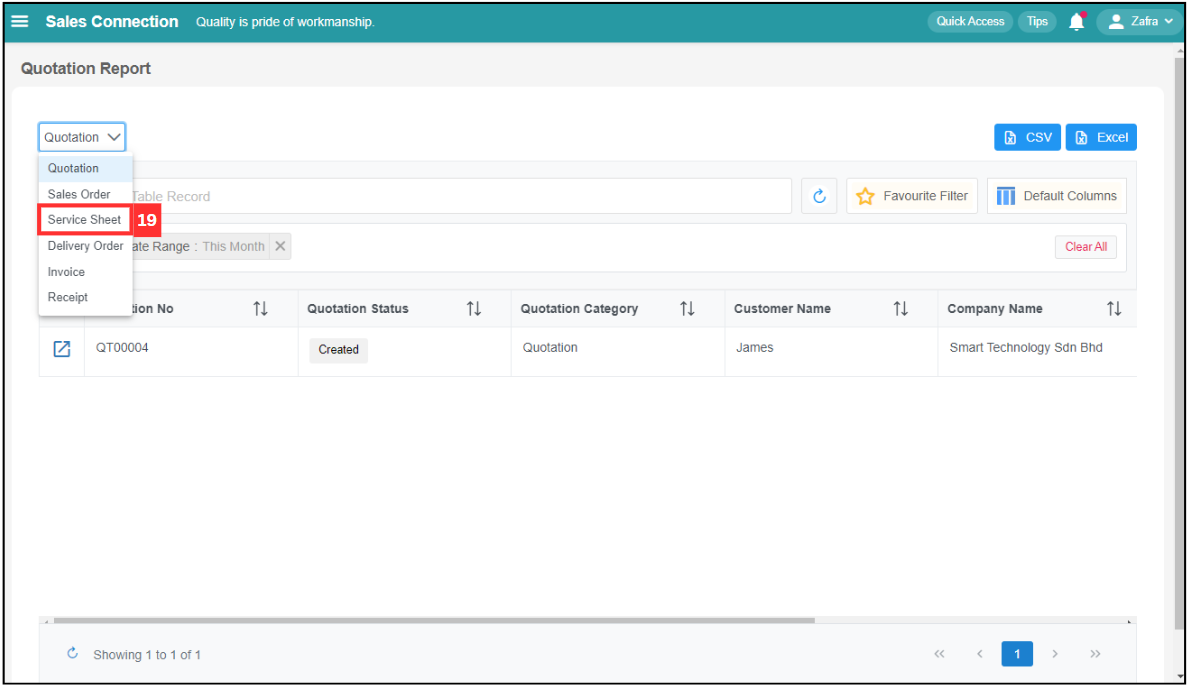 Sales Connection Quality is pride of workmanship. Quick Access Tips Zafra
Quotation Report
Quotation CSV Excel
Quotation
Sales Order Table Record Favourite Filter Default Columns
Service Sheet 19
Delivery Order ate Range : This Month Clear All
Invoice
Receipt
ion No Quotation Status Quotation Category Customer Name Company Name
QT00004 Created Quotation James Smart Technology Sdn Bhd
Showing 1 to 1 of 1 << < 1 > >>